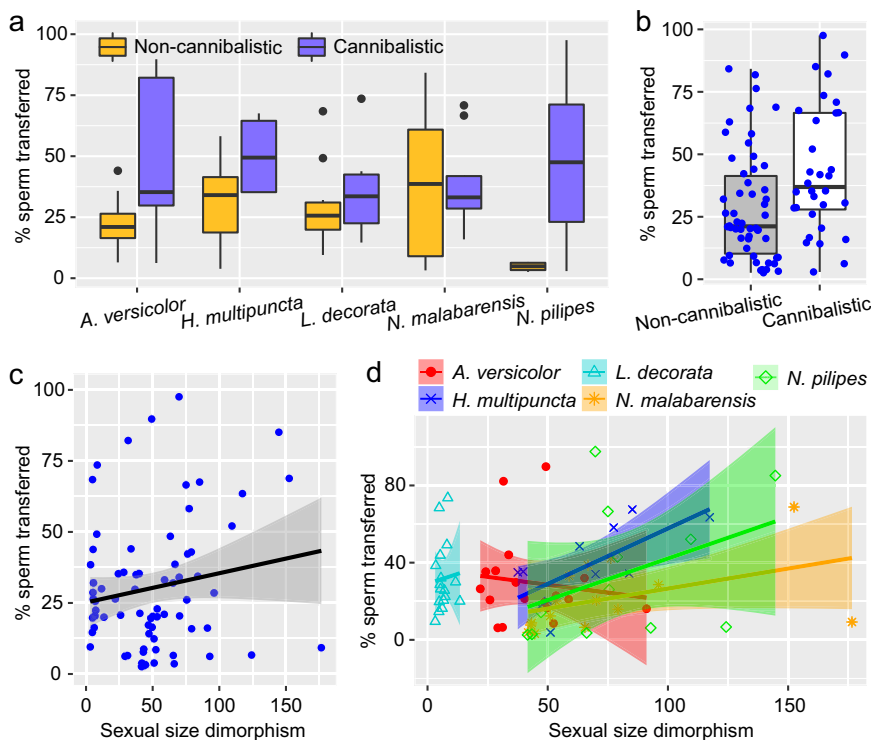 a
Non-cannibalistic
Cannibalistic
% sperm transferred
100
75
50
25
0
A. versicolor
H. multipuncta
L. decorata
N. malabarensis
N. pilipes
b
% sperm transferred
100
75
50
25
0
Non-cannibalistic
Cannibalistic
c
% sperm transferred
100
75
50
25
0
0
50
100
150
Sexual size dimorphism
d
A. versicolor
L. decorata
N. pilipes
H. multipuncta
N. malabarensis
% sperm transferred
80
40
0
0
50
100
150
Sexual size dimorphism